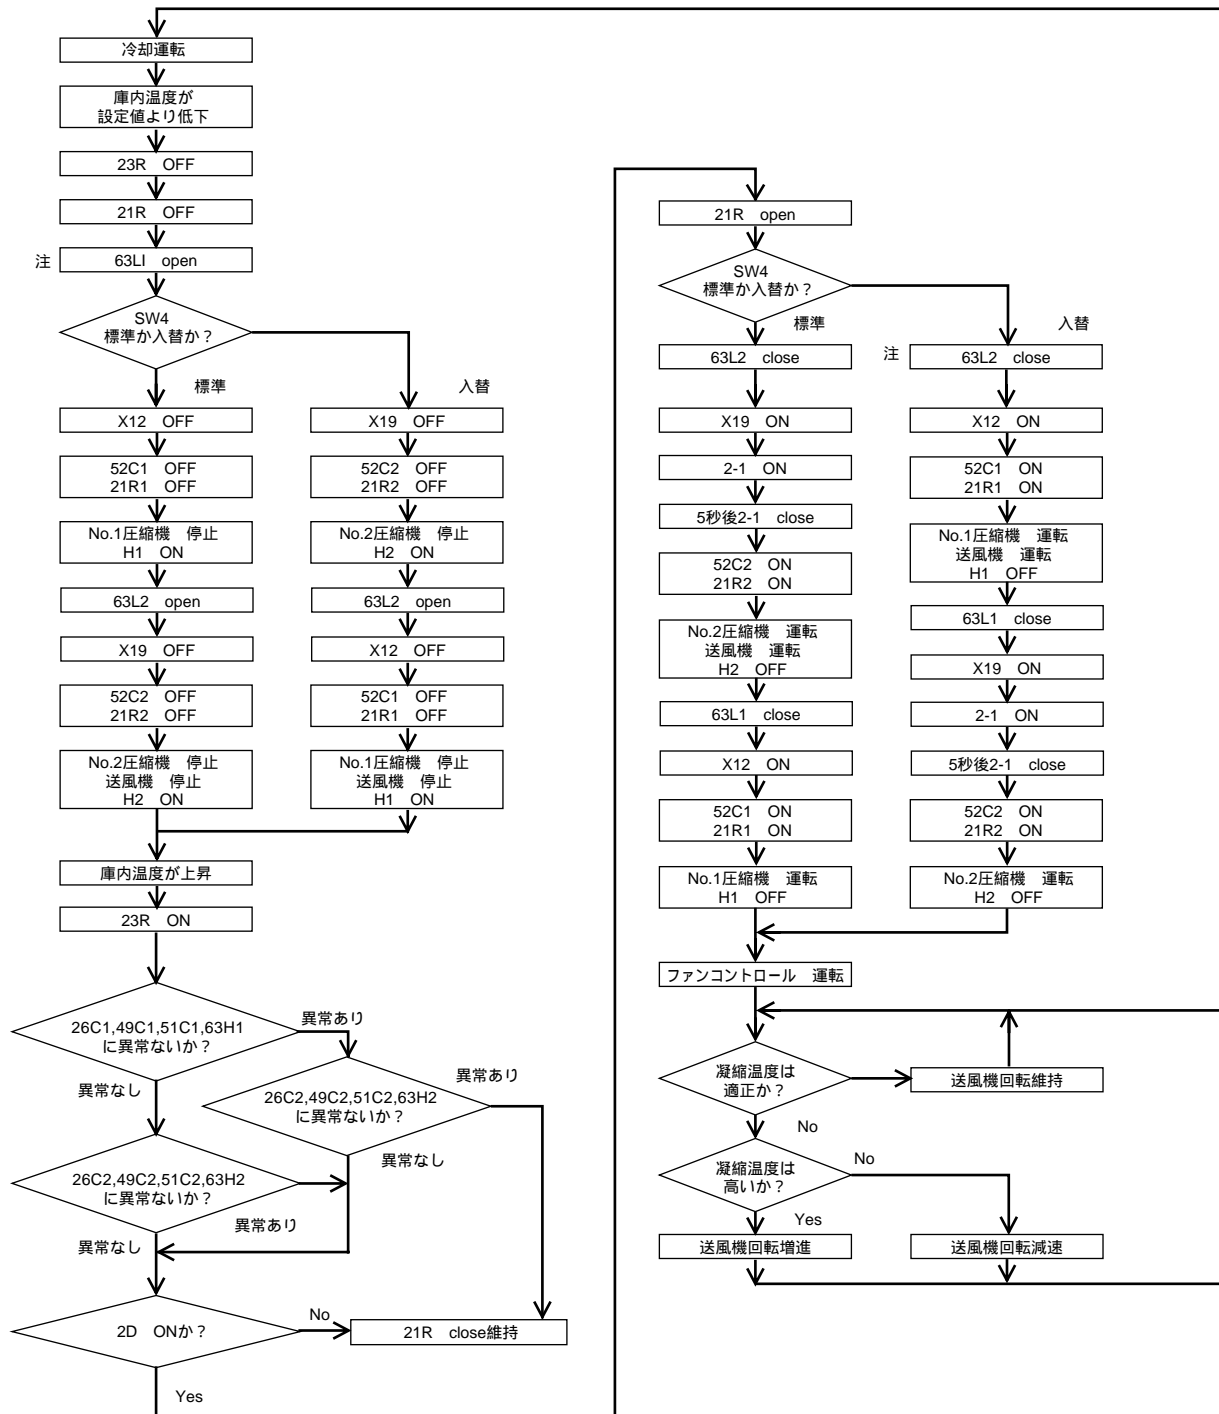 冷却運転
庫内温度が
設定値より低下
23R OFF
21R OFF
注
63LI open
SW4
標準か入替か？
標準
入替
X12 OFF
52C1 OFF
21R1 OFF
No.1圧縮機 停止
H1 ON
63L2 open
X19 OFF
52C2 OFF
21R2 OFF
No.2圧縮機 停止
送風機 停止
H2 ON
X19 OFF
52C2 OFF
21R2 OFF
No.2圧縮機 停止
H2 ON
63L2 open
X12 OFF
52C1 OFF
21R1 OFF
No.1圧縮機 停止
送風機 停止
H1 ON
庫内温度が上昇
23R ON
26C1,49C1,51C1,63H1
に異常ないか？
異常あり
異常なし
26C2,49C2,51C2,63H2
に異常ないか？
異常あり
異常なし
26C2,49C2,51C2,63H2
に異常ないか？
異常あり
異常なし
2D ONか？
No
21R close維持
Yes
21R open
SW4
標準か入替か？
標準
入替
63L2 close
X19 ON
2-1 ON
5秒後2-1 close
52C2 ON
21R2 ON
No.2圧縮機 運転
送風機 運転
H2 OFF
63L1 close
X12 ON
52C1 ON
21R1 ON
No.1圧縮機 運転
H1 OFF
注
63L2 close
X12 ON
52C1 ON
21R1 ON
No.1圧縮機 運転
送風機 運転
H1 OFF
63L1 close
X19 ON
2-1 ON
5秒後2-1 close
52C2 ON
21R2 ON
No.2圧縮機 運転
H2 OFF
ファンコントロール 運転
凝縮温度は
適正か？
送風機回転維持
No
凝縮温度は
高いか？
No
Yes
送風機回転増進
送風機回転減速